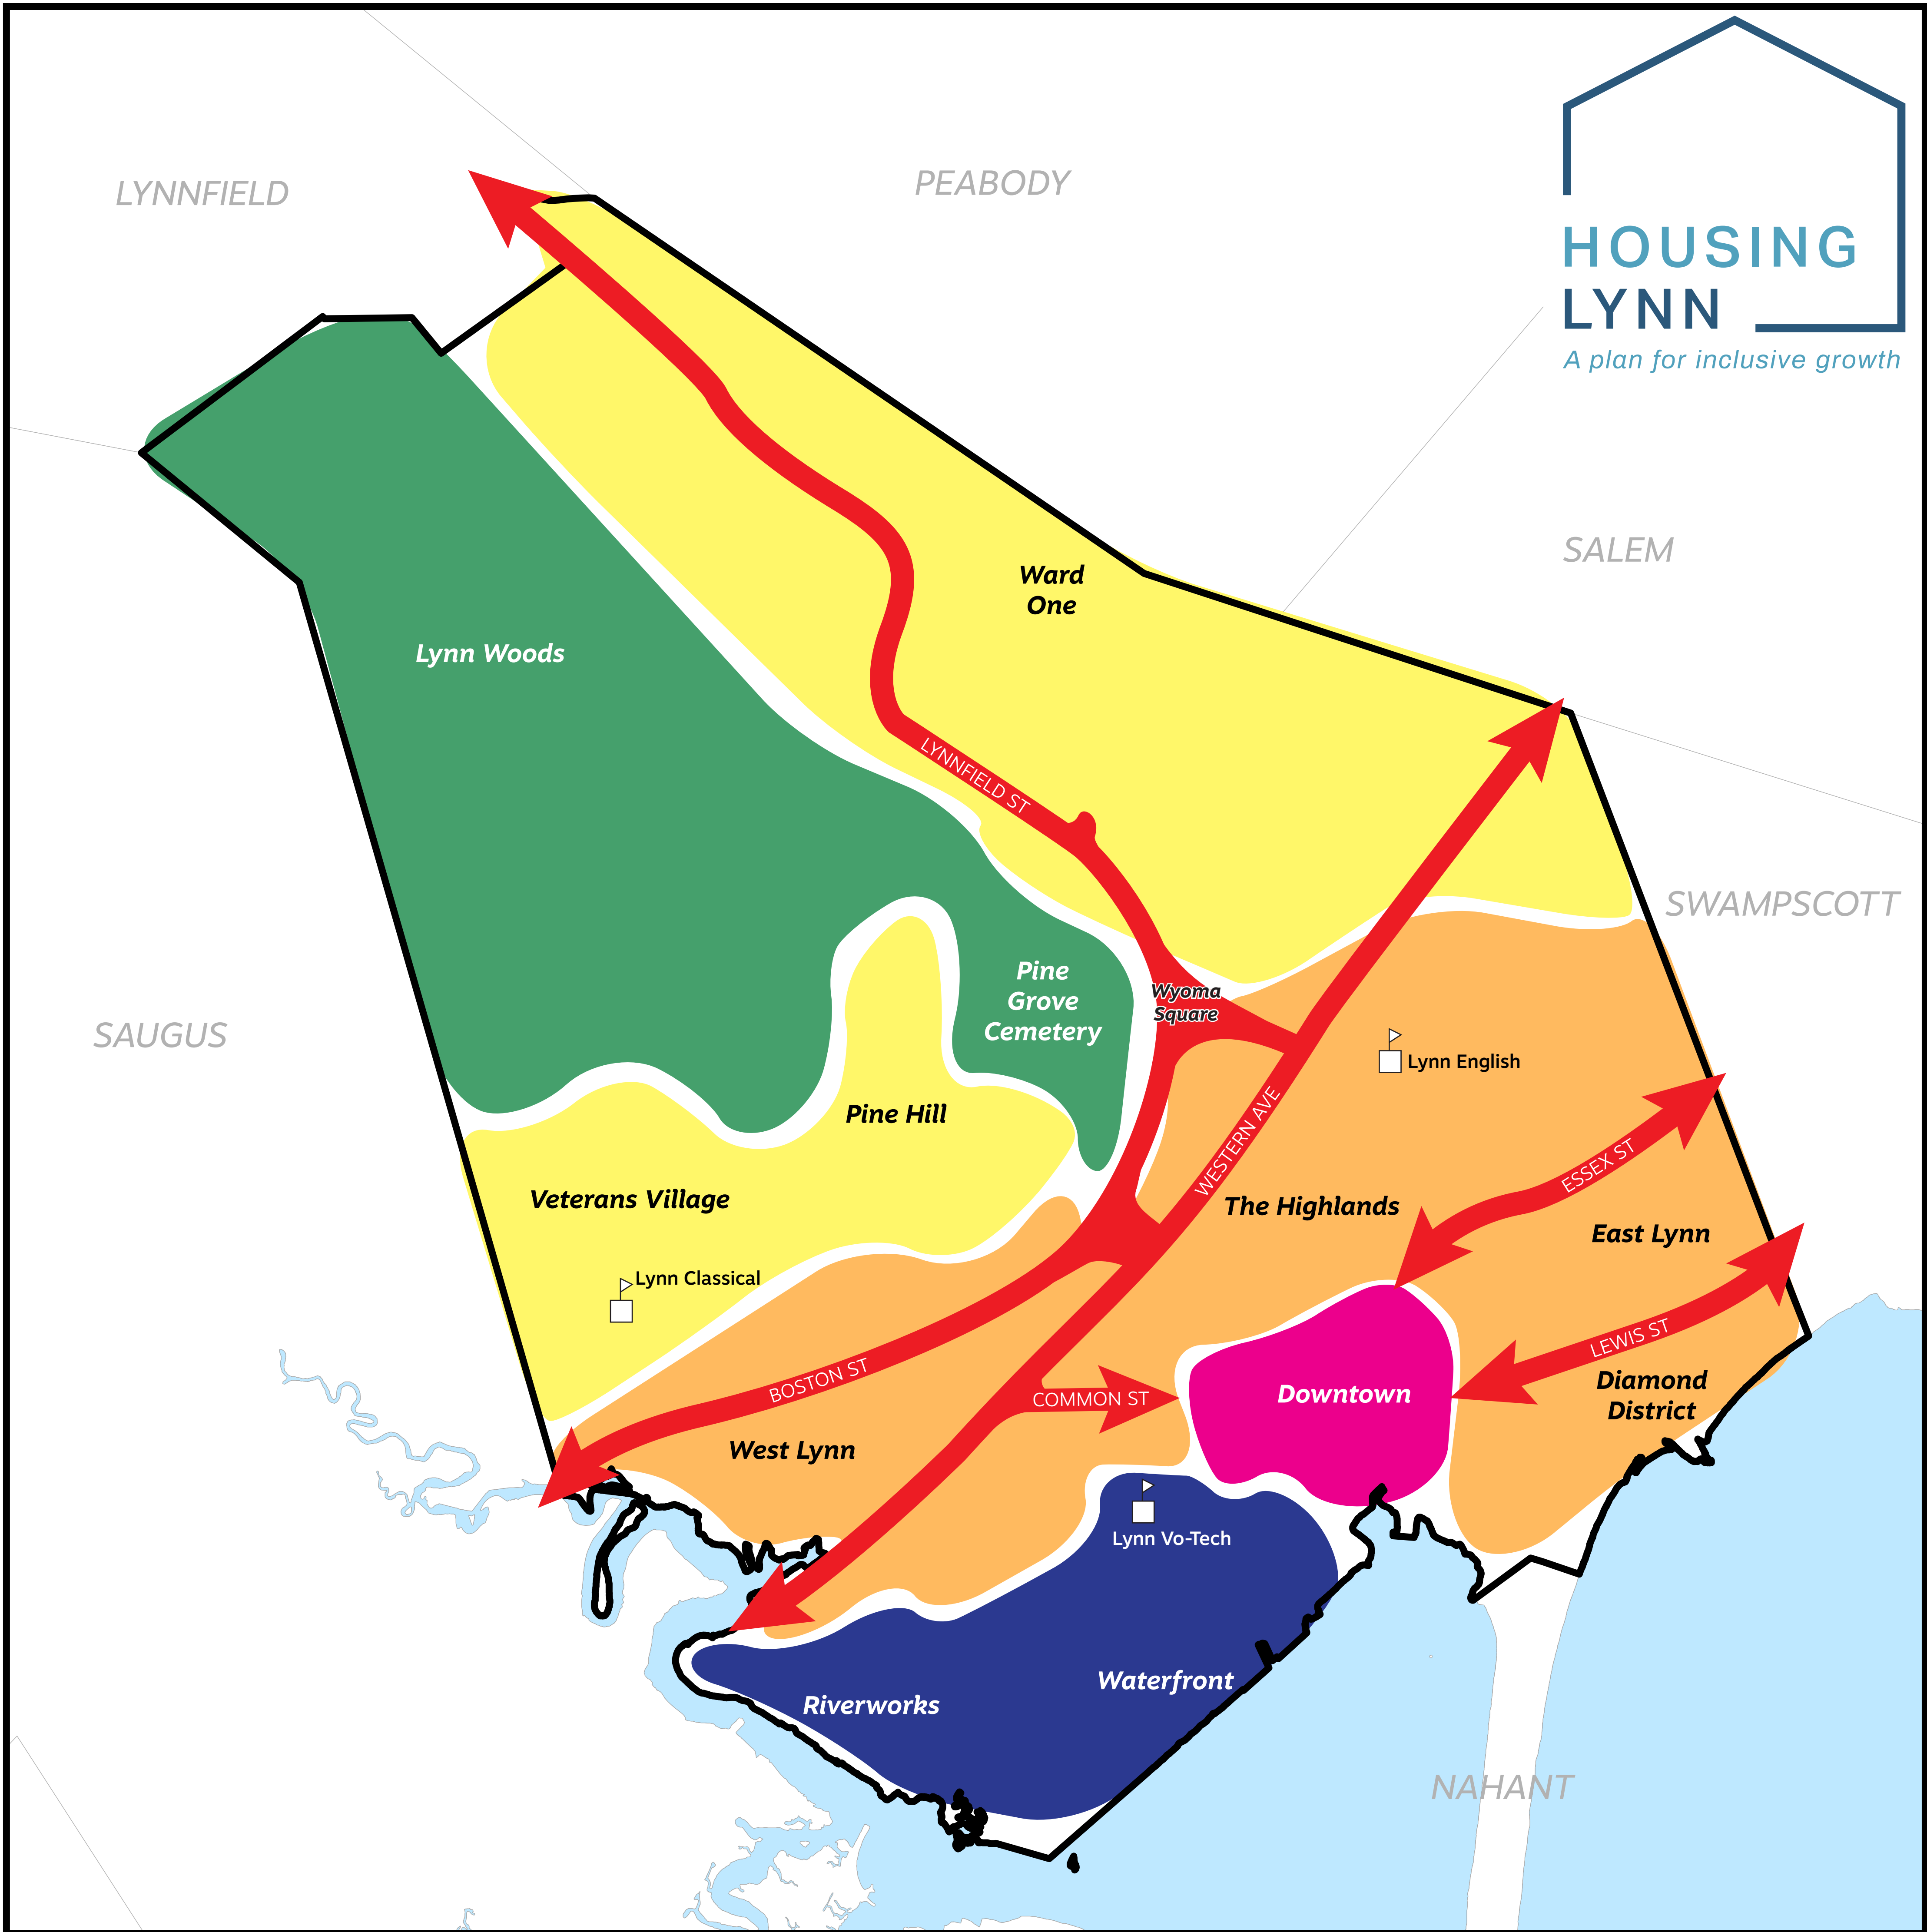 HOUSING
LYNN
A plan for inclusive growth
LYNNFIELD
PEABODY
SALEM
Ward
One
Lynn Woods
LYNNFIELD ST
SWAMPSCOTT
Pine
Grove
Cemetery
Wyoma
Square
SAUGUS
Lynn English
Pine Hill
WESTERN AVE
ESSEX ST
Veterans Village
The Highlands
East Lynn
Lynn Classical
LEWIS ST
BOSTON ST
COMMON ST
Downtown
Diamond
District
West Lynn
Lynn Vo-Tech
Waterfront
Riverworks
NAHANT